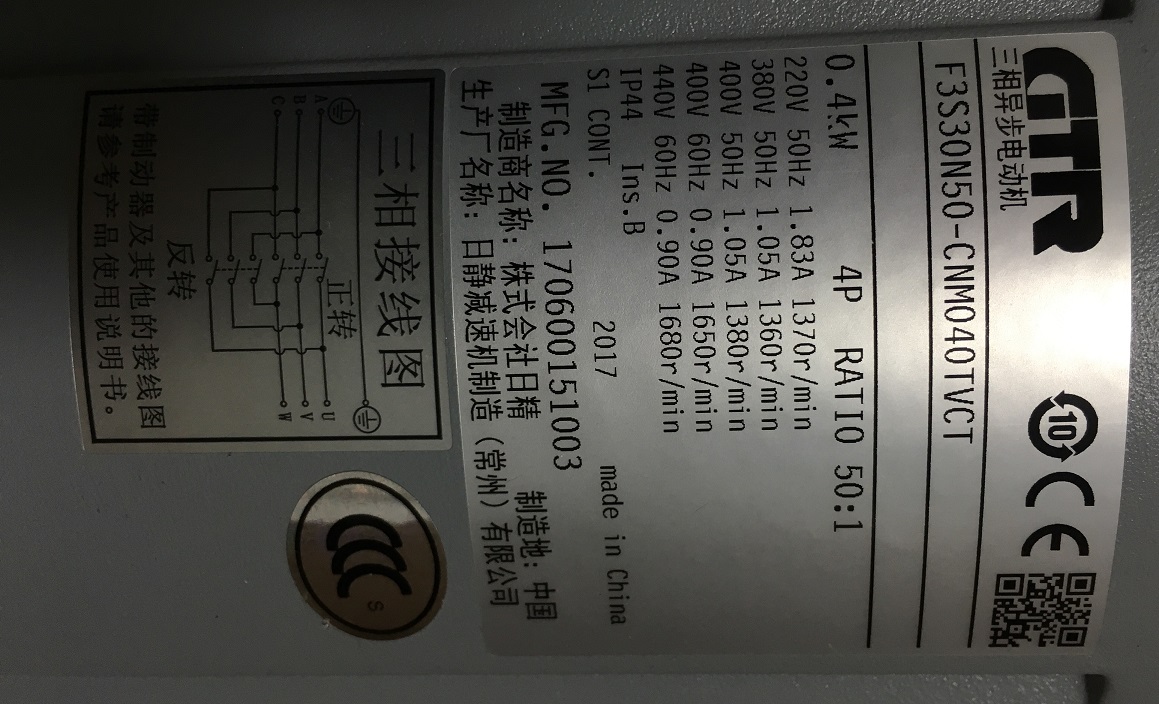 GTR
10
CE
三相异步电动机
F3S30N50-CNM040TVCT
0.4kW 4P RATIO 50:1
220V 50Hz 1.83A 1370r/min
380V 50Hz 1.05A 1360r/min
400V 50Hz 1.05A 1380r/min
400V 60Hz 0.90A 1650r/min
440V 60Hz 0.90A 1680r/min
IP44 Ins.B
S1 CONT. 2017 made in China
MFG.NO. 170600151003
制造商名称: 株式会社日精 制造地: 中国
生产厂名称: 日静减速机制造（常州）有限公司
三相接线图
A
B
C
正转
反转
U
V
W
带制动器及其他的接线图
请参考产品使用说明书。
CCC
S